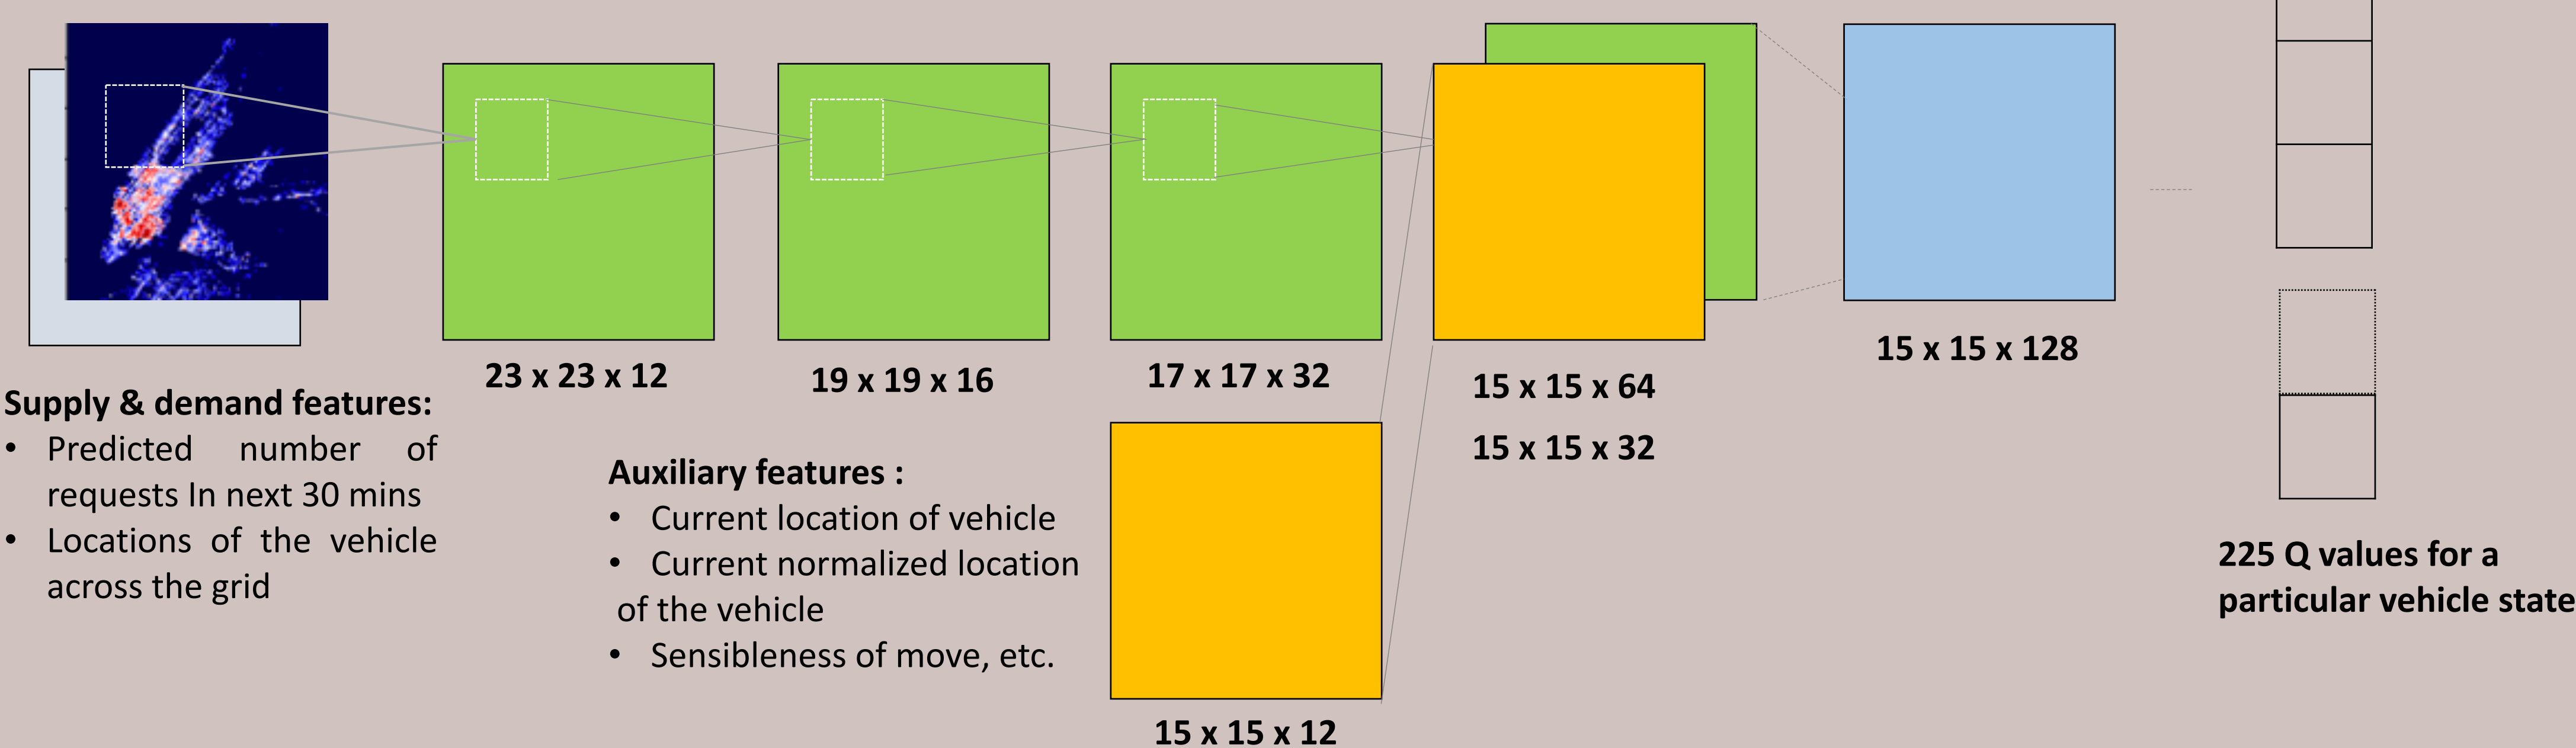 23 x 23 x 12
19 x 19 x 16
17 x 17 x 32
15 x 15 x 64
15 x 15 x 32
15 x 15 x 128
Supply & demand features:
• Predicted number of
requests In next 30 mins
• Locations of the vehicle
across the grid
Auxiliary features :
• Current location of vehicle
• Current normalized location
of the vehicle
• Sensibleness of move, etc.
15 x 15 x 12
225 Q values for a
particular vehicle state